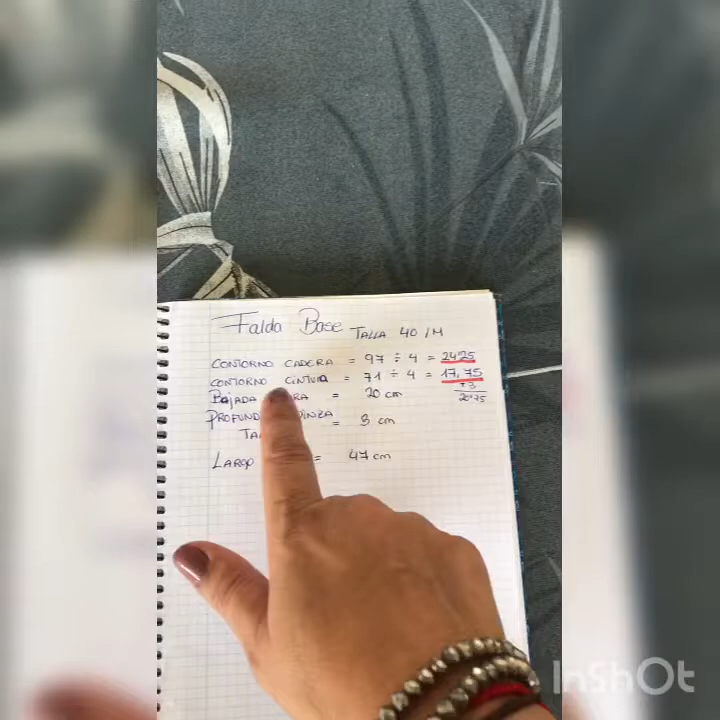 Falda Base TALLA 40/M
CONTORNO CADERA = 97 ÷ 4 = 24'25
CONTORNO CINTURA = 71 ÷ 4 = 17,75
+3
20'75
Bajada = 20 cm
PROFUND PINZA = 3 cm
LARGO = 47 cm
InShOt